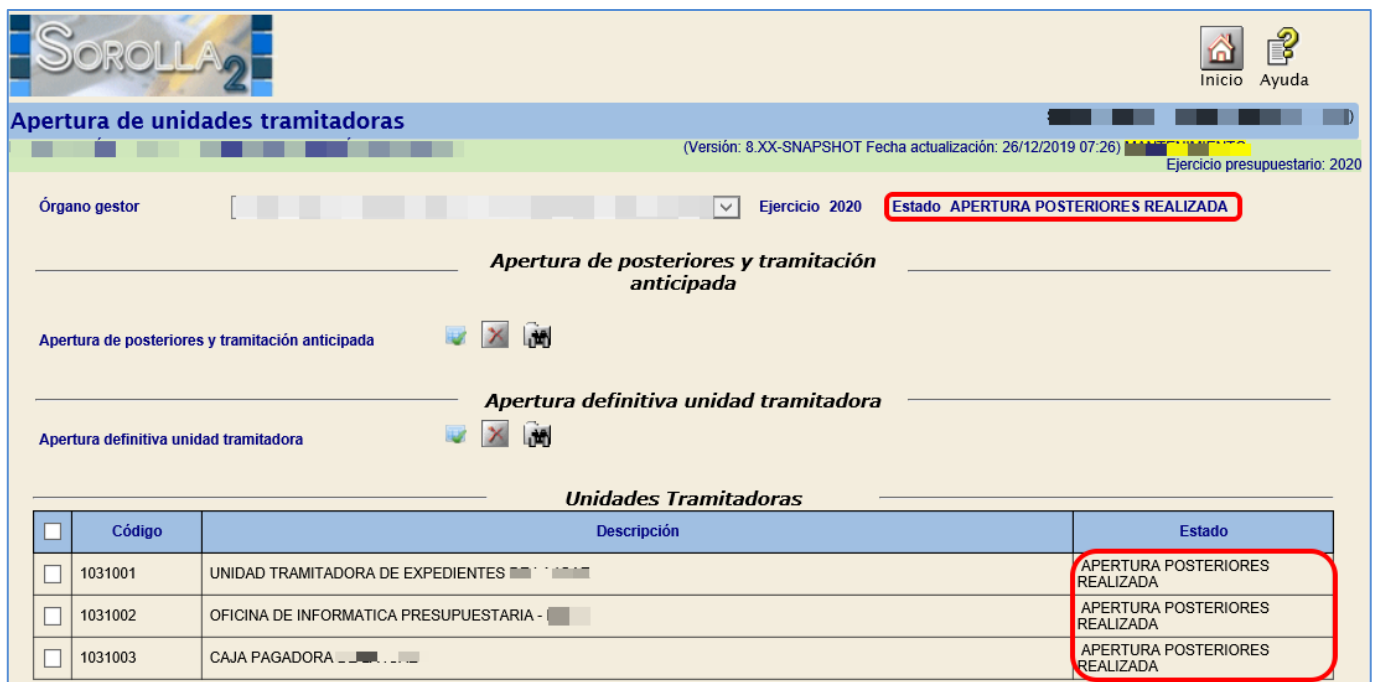 SOROLLA2
Inicio Ayuda
Apertura de unidades tramitadoras
(Versión: 8.XX-SNAPSHOT Fecha actualización: 26/12/2019 07:26)
Ejercicio presupuestario: 2020
Órgano gestor Ejercicio 2020 Estado APERTURA POSTERIORES REALIZADA
Apertura de posteriores y tramitación
anticipada
Apertura de posteriores y tramitación anticipada
Apertura definitiva unidad tramitadora
Apertura definitiva unidad tramitadora
Unidades Tramitadoras
Código Descripción Estado
1031001 UNIDAD TRAMITADORA DE EXPEDIENTES APERTURA POSTERIORES
REALIZADA
1031002 OFICINA DE INFORMATICA PRESUPUESTARIA - APERTURA POSTERIORES
REALIZADA
1031003 CAJA PAGADORA APERTURA POSTERIORES
REALIZADA